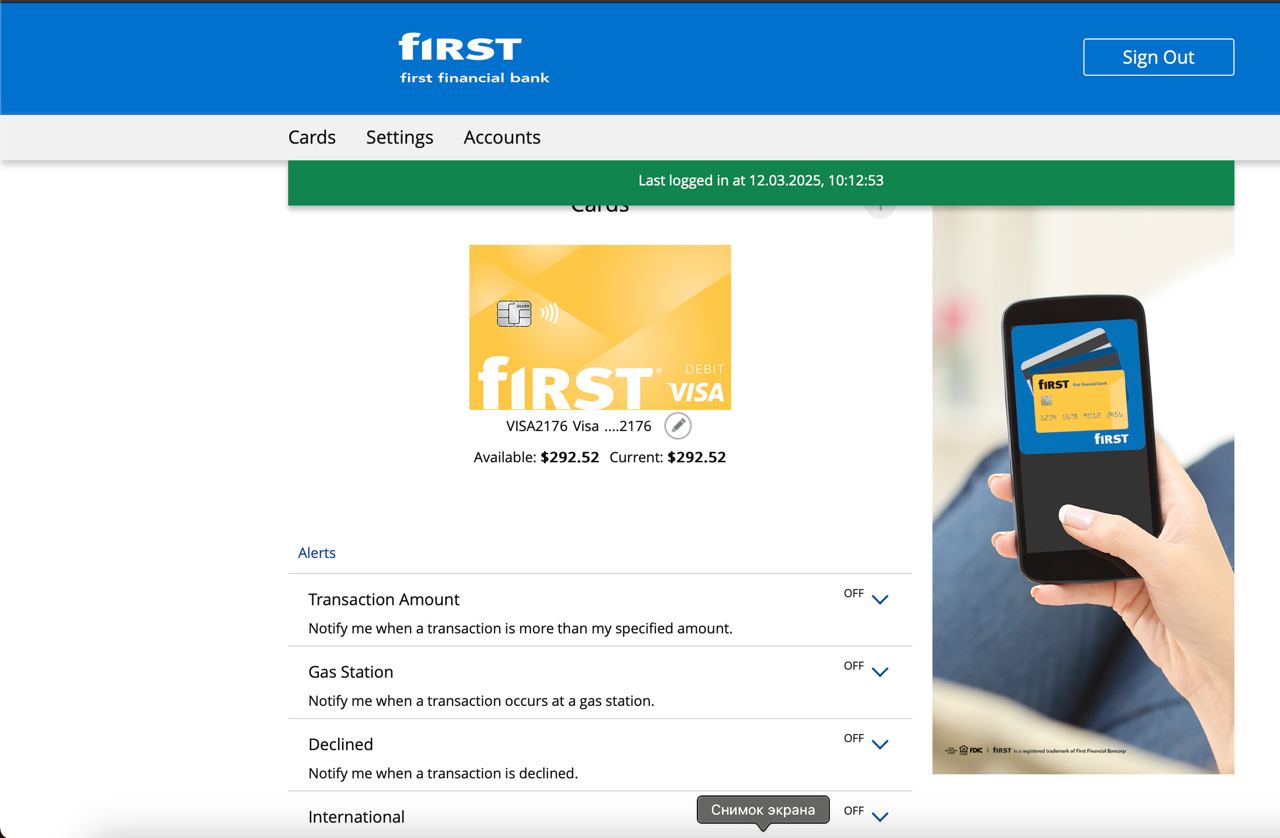 fiRST
first financial bank
Sign Out
Cards Settings Accounts
Last logged in at 12.03.2025, 10:12:53
Cards
SILVER
fiRST®
DEBIT
VISA
VISA2176 Visa ....2176
Available: $292.52 Current: $292.52
Alerts
Transaction Amount OFF
Notify me when a transaction is more than my specified amount.
Gas Station OFF
Notify me when a transaction occurs at a gas station.
Declined OFF
Notify me when a transaction is declined.
International OFF
Снимок экрана
fiRST first financial bank
1234 5678 9012 3456
fiRST
FDIC | fiRST is a registered trademark of First Financial Bancorp